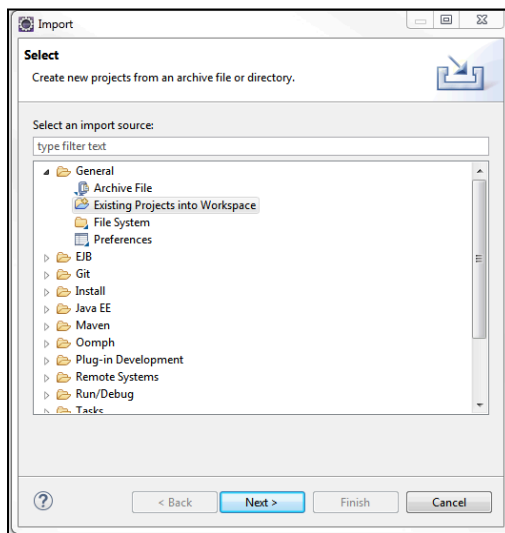 Import
Select
Create new projects from an archive file or directory.
Select an import source:
type filter text
General
Archive File
Existing Projects into Workspace
File System
Preferences
EJB
Git
Install
Java EE
Maven
Oomph
Plug-in Development
Remote Systems
Run/Debug
Tasks
? < Back Next > Finish Cancel